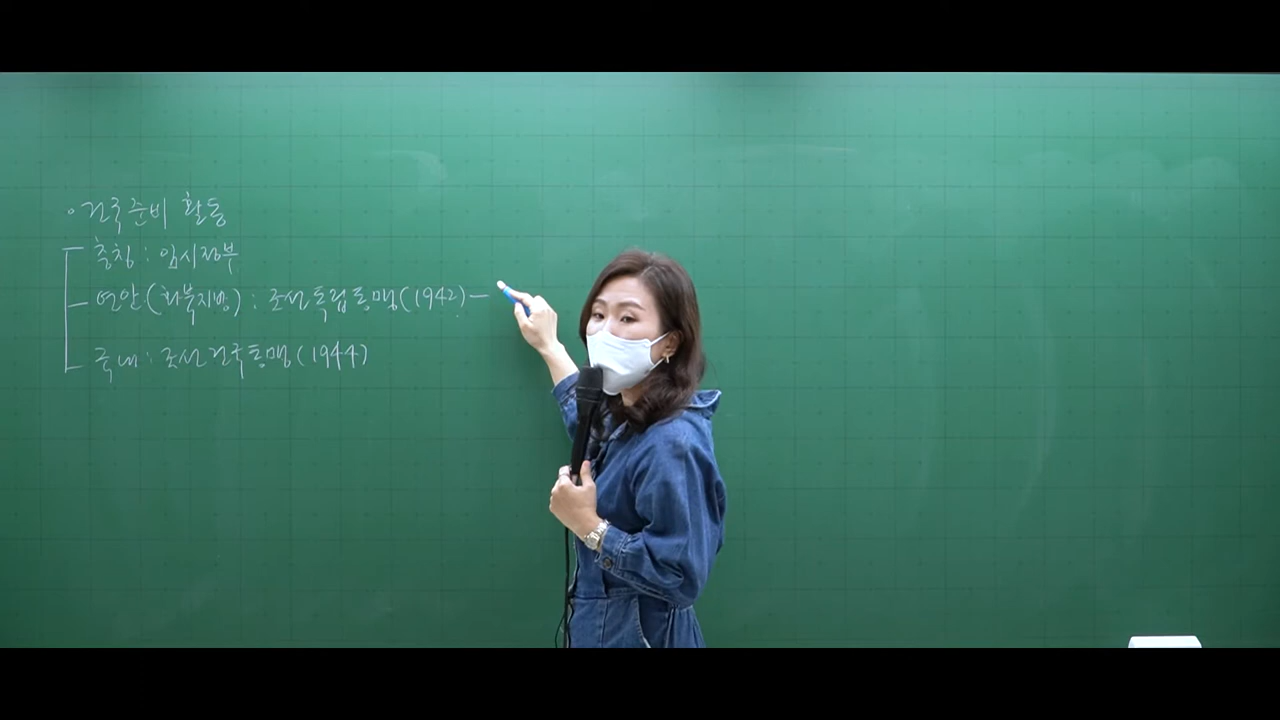 ◦건국준비 활동
충칭 : 임시정부
연안(화북지방) : 조선독립동맹(1942)-
국내 : 조선건국동맹(1944)